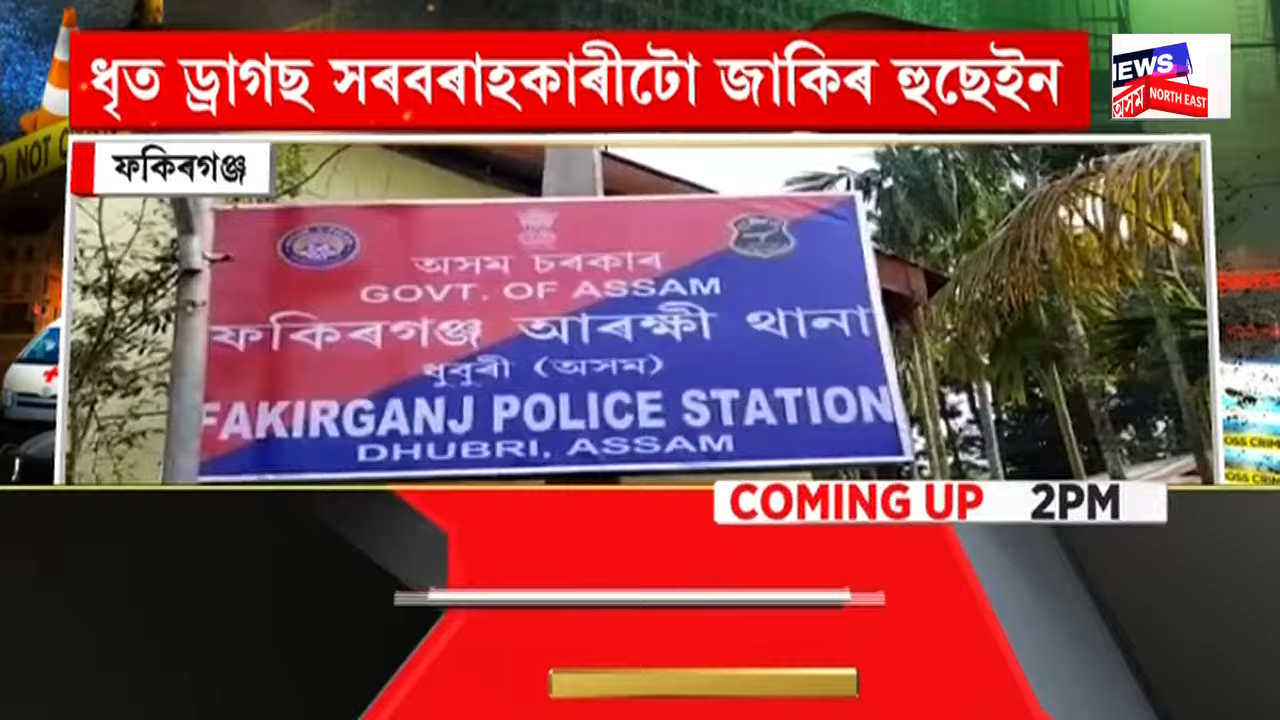 ধৃত ড্ৰাগছ সৰবৰাহকাৰীটো জাকিৰ হুছেইন
NEWS
অসম NORTH EAST
ফকিৰগঞ্জ
অসম চৰকাৰ
GOVT. OF ASSAM
ফকিৰগঞ্জ আৰক্ষী থানা
ধুবুৰী (অসম)
FAKIRGANJ POLICE STATION
DHUBRI, ASSAM
COMING UP 2PM